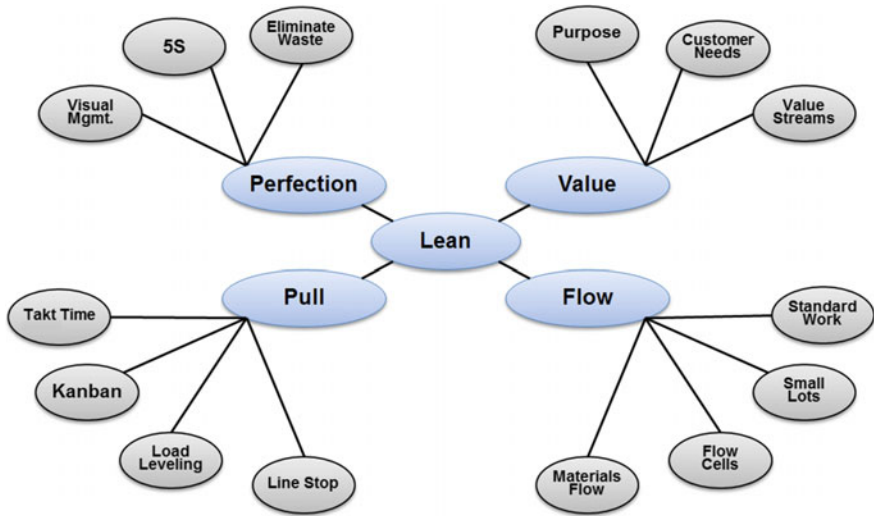 Eliminate
Waste
5S
Visual
Mgmt.
Purpose
Customer
Needs
Value
Streams
Perfection
Value
Lean
Pull
Flow
Takt Time
Kanban
Load
Leveling
Line Stop
Standard
Work
Small
Lots
Flow
Cells
Materials
Flow